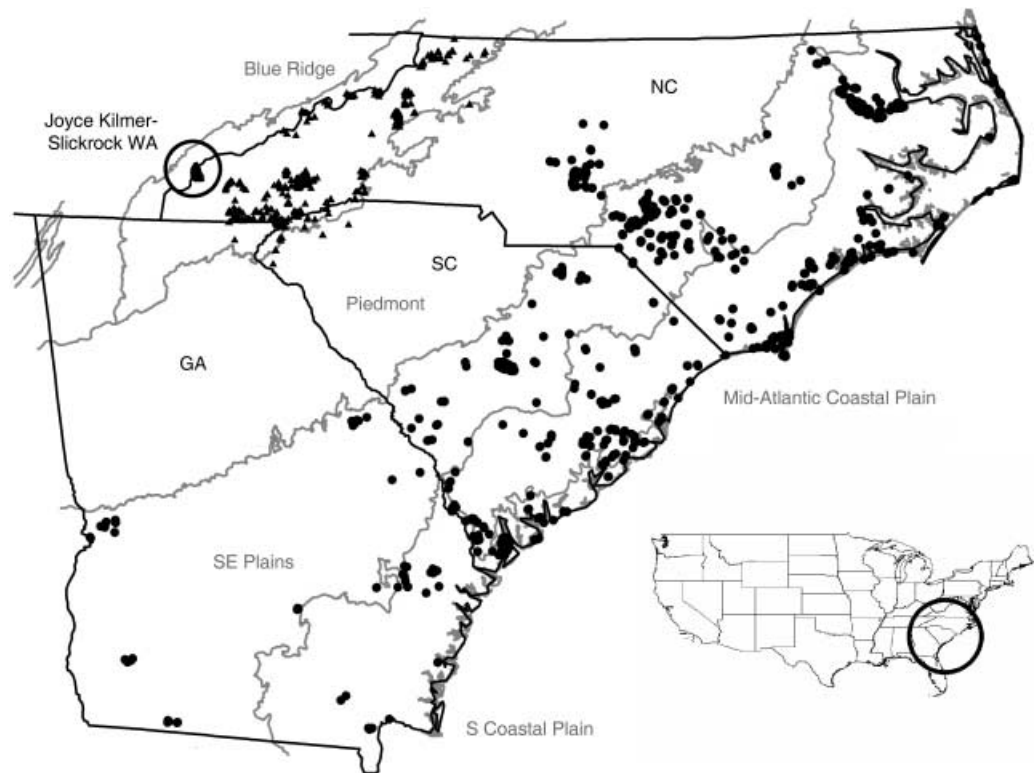 Blue Ridge
NC
Joyce Kilmer-
Slickrock WA
SC
Piedmont
GA
Mid-Atlantic Coastal Plain
SE Plains
S Coastal Plain